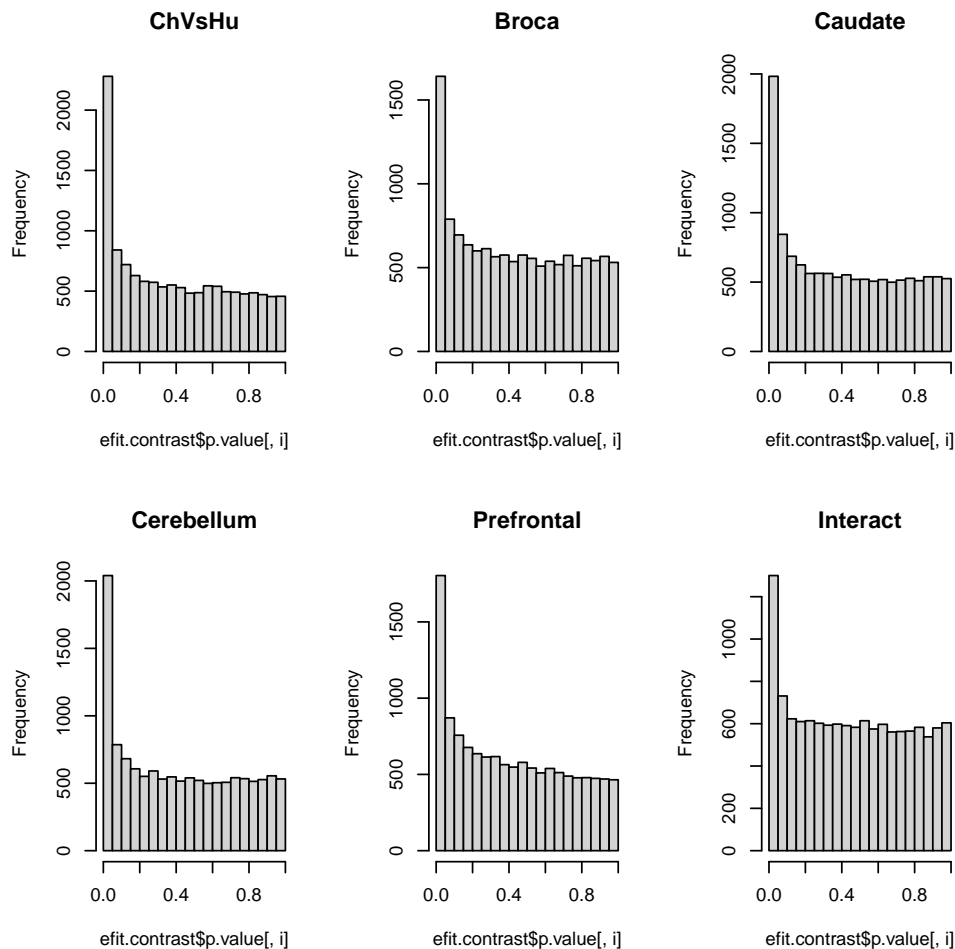 ChVsHu
Frequency
0 500 1000 1500 2000
0.0 0.4 0.8
efit.contrast$p.value[, i]
Broca
Frequency
0 500 1000 1500
0.0 0.4 0.8
efit.contrast$p.value[, i]
Caudate
Frequency
0 500 1000 1500 2000
0.0 0.4 0.8
efit.contrast$p.value[, i]
Cerebellum
Frequency
0 500 1000 1500 2000
0.0 0.4 0.8
efit.contrast$p.value[, i]
Prefrontal
Frequency
0 500 1000 1500
0.0 0.4 0.8
efit.contrast$p.value[, i]
Interact
Frequency
0 200 600 1000
0.0 0.4 0.8
efit.contrast$p.value[, i]